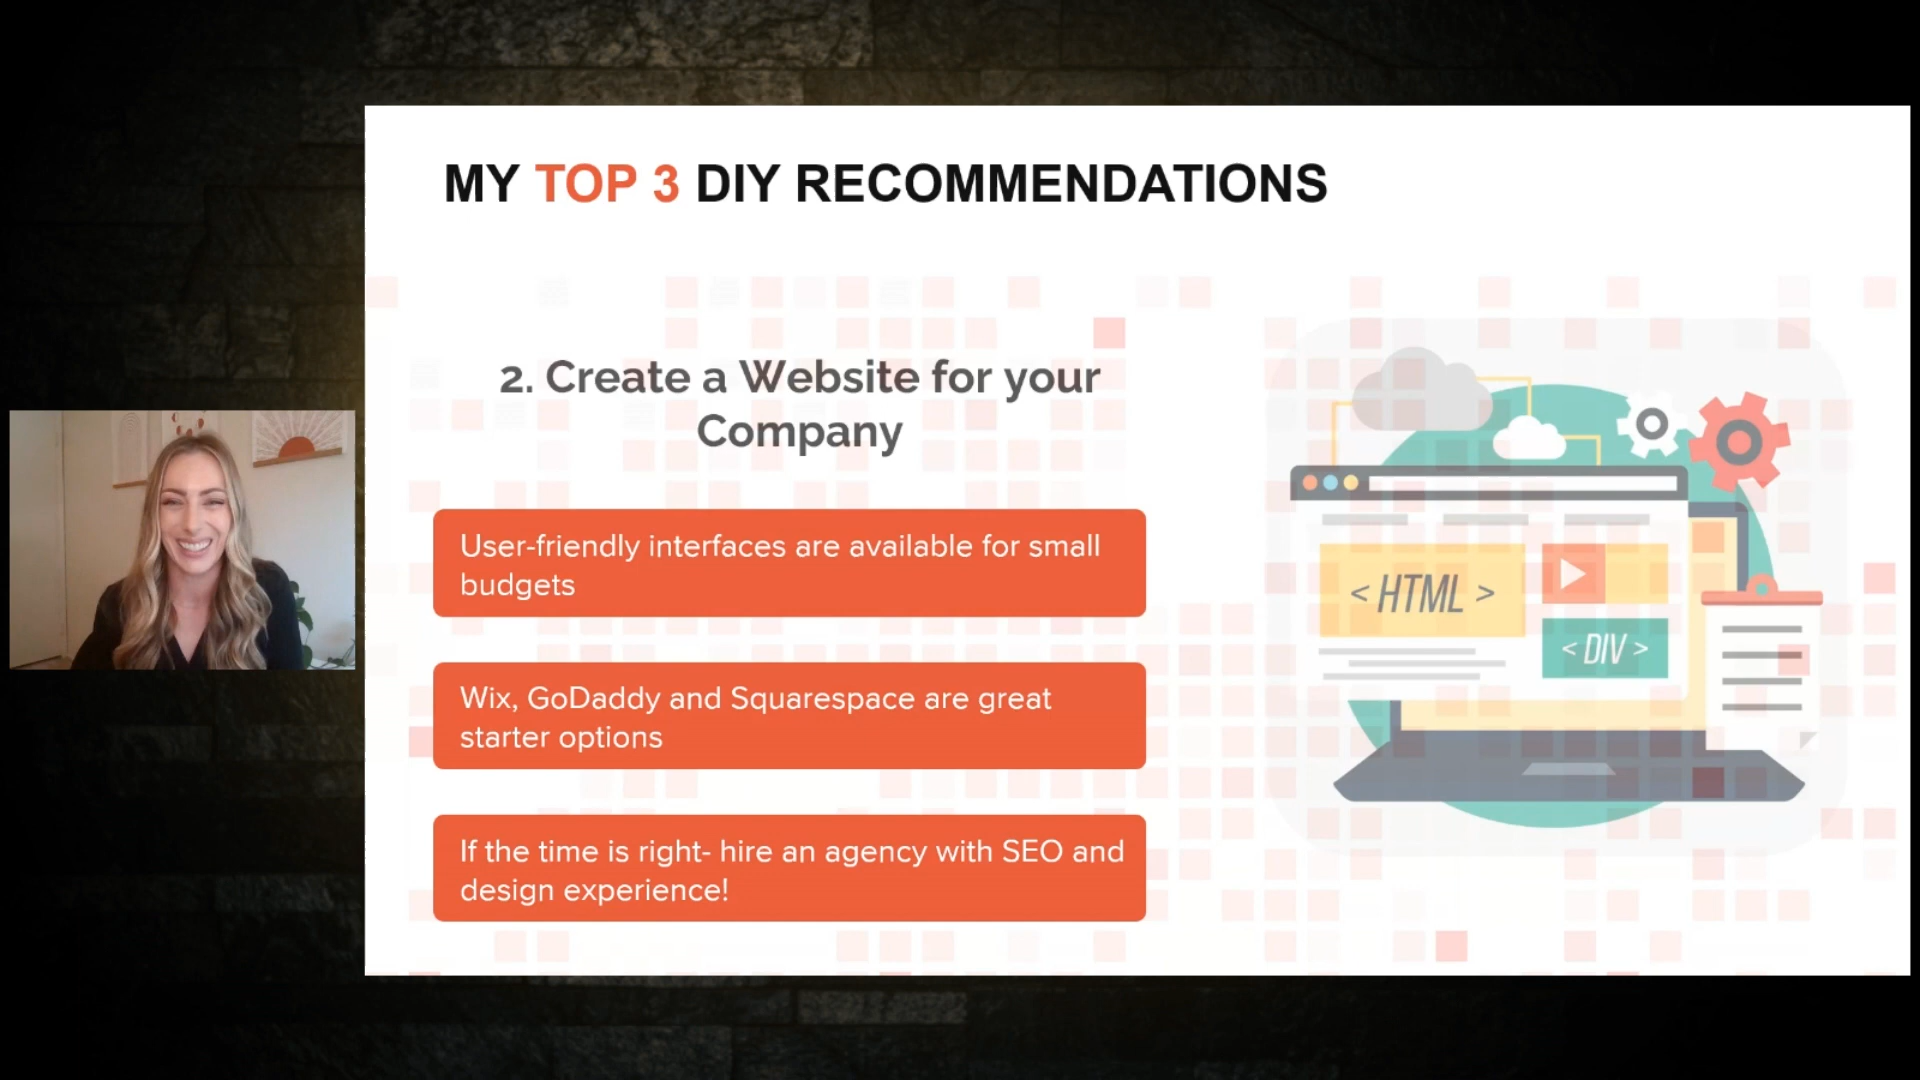 MY TOP 3 DIY RECOMMENDATIONS
2. Create a Website for your
Company
User-friendly interfaces are available for small
budgets
Wix, GoDaddy and Squarespace are great
starter options
If the time is right- hire an agency with SEO and
design experience!
< HTML >
< DIV >